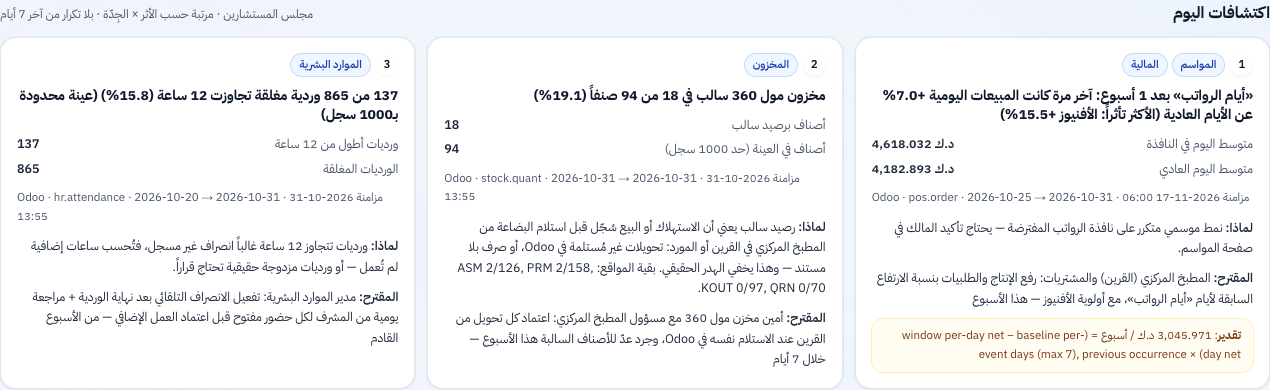 اكتشافات اليوم
مجلس المستشارين · مرتبة حسب الأثر × الجِدّة · بلا تكرار من آخر 7 أيام
1
المواسم
المالية
«أيام الرواتب» بعد 1 أسبوع: آخر مرة كانت المبيعات اليومية +7.0%
عن الأيام العادية (الأكثر تأثراً: الأفنيوز +15.5%)
متوسط اليوم في النافذة
د.ك 4,618.032
متوسط اليوم العادي
د.ك 4,182.893
Odoo · pos.order · 2026-10-25 → 2026-10-31 · مزامنة 2026-11-17 06:00
لماذا: نمط موسمي متكرر على نافذة الرواتب المفترضة — يحتاج تأكيد المالك في
صفحة المواسم.
المقترح: المطبخ المركزي (القرين) والمشتريات: رفع الإنتاج والطلبيات بنسبة الارتفاع
السابقة لأيام «أيام الرواتب»، مع أولوية الأفنيوز — هذا الأسبوع
تقدير: 3,045.971 د.ك / أسبوع = (window per-day net − baseline per-
day net) × event days (max 7), previous occurrence
2
المخزون
مخزون مول 360 سالب في 18 من 94 صنفاً (19.1%)
أصناف برصيد سالب
18
أصناف في العينة (حد 1000 سجل)
94
Odoo · stock.quant · 2026-10-31 → 2026-10-31 · مزامنة 2026-10-31
13:55
لماذا: رصيد سالب يعني أن الاستهلاك أو البيع سُجّل قبل استلام البضاعة من
المطبخ المركزي في القرين أو المورد: تحويلات غير مُستلمة في Odoo، أو صرف بلا
مستند — وهذا يخفي الهدر الحقيقي. بقية المواقع: ASM 2/126, PRM 2/158,
KOUT 0/97, QRN 0/70.
المقترح: أمين مخزن مول 360 مع مسؤول المطبخ المركزي: اعتماد كل تحويل من
القرين عند الاستلام نفسه في Odoo، وجرد عدّ للأصناف السالبة هذا الأسبوع —
خلال 7 أيام
3
الموارد البشرية
137 من 865 وردية مغلقة تجاوزت 12 ساعة (15.8%) (عينة محدودة
بـ1000 سجل)
ورديات أطول من 12 ساعة
137
الورديات المغلقة
865
Odoo · hr.attendance · 2026-10-20 → 2026-10-31 · مزامنة 2026-10-31
13:55
لماذا: ورديات تتجاوز 12 ساعة غالباً انصراف غير مسجل، فتُحسب ساعات إضافية
لم تُعمل — أو ورديات مزدوجة حقيقية تحتاج قراراً.
المقترح: مدير الموارد البشرية: تفعيل الانصراف التلقائي بعد نهاية الوردية + مراجعة
يومية من المشرف لكل حضور مفتوح قبل اعتماد العمل الإضافي — من الأسبوع
القادم